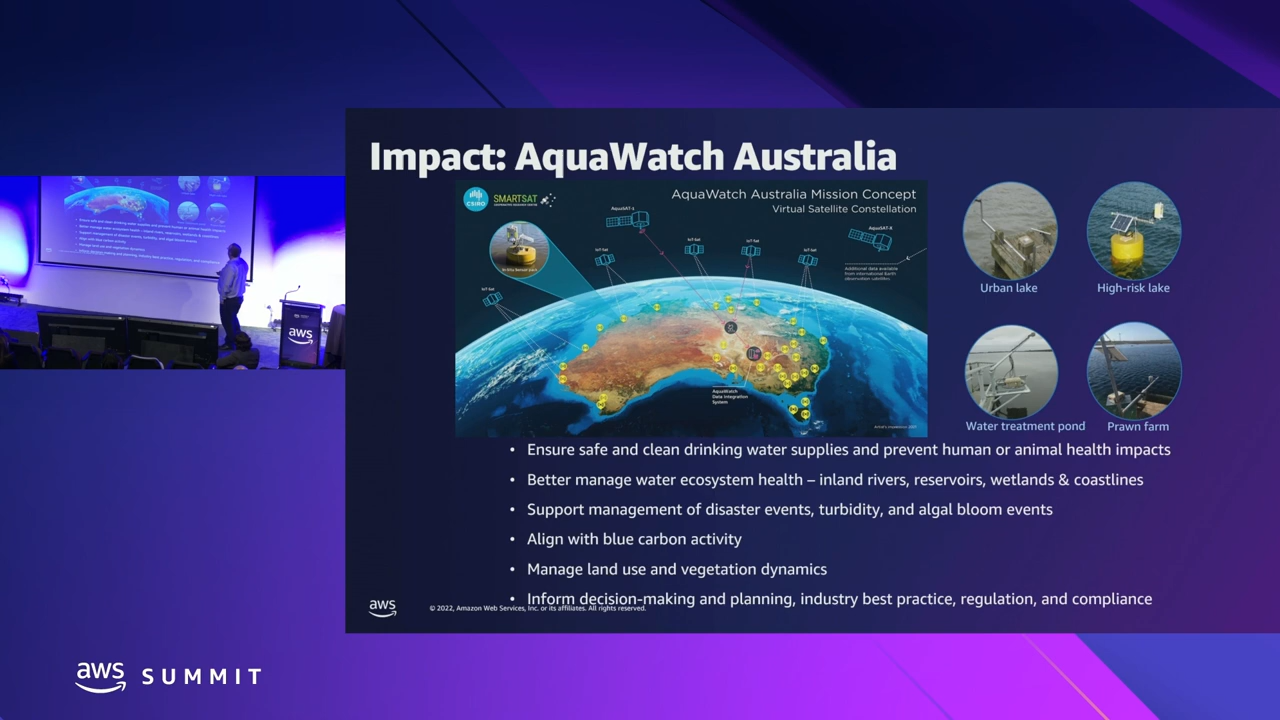 Impact: AquaWatch Australia
CSIRO
SMARTSAT
AquaWatch Australia Mission Concept
Virtual Satellite Constellation
AquaSat-1
AquaSat-X
IoT-Sat
IoT-Sat
IoT-Sat
IoT-Sat
IoT-Sat
In-Situ Sensor pack
Additional data available
from international Earth
observation satellites
AquaWatch
Data Integration
System
Urban lake
High-risk lake
Water treatment pond
Prawn farm
• Ensure safe and clean drinking water supplies and prevent human or animal health impacts
• Better manage water ecosystem health – inland rivers, reservoirs, wetlands & coastlines
• Support management of disaster events, turbidity, and algal bloom events
• Align with blue carbon activity
• Manage land use and vegetation dynamics
• Inform decision-making and planning, industry best practice, regulation, and compliance
aws
© 2022, Amazon Web Services, Inc. or its affiliates. All rights reserved.
aws
aws SUMMIT